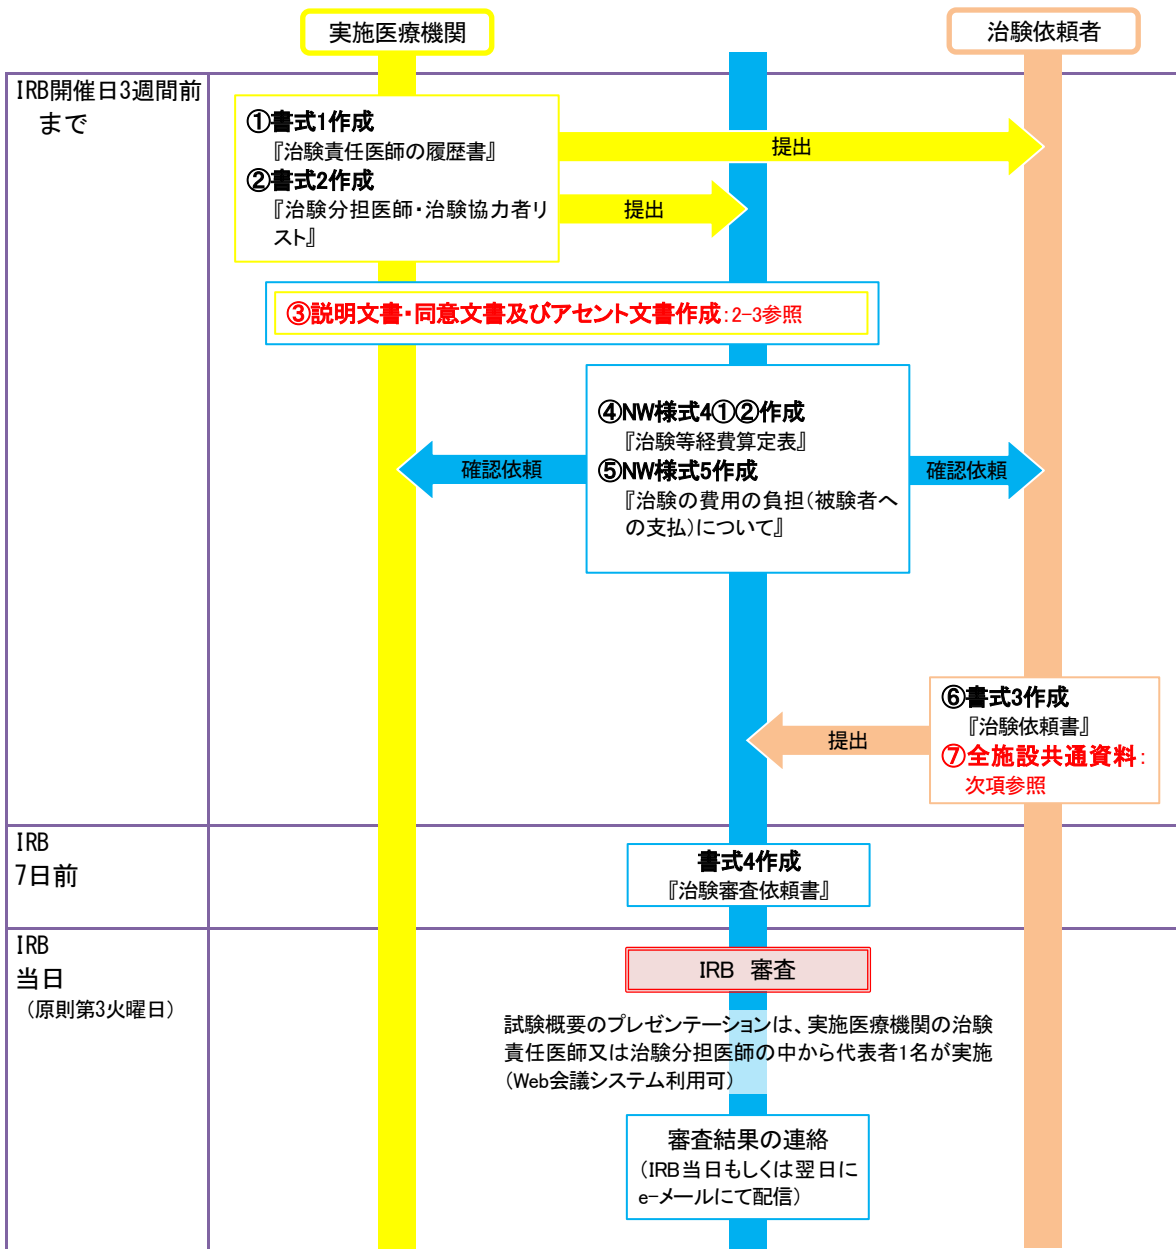 実施医療機関
治験依頼者
IRB開催日3週間前
まで
①書式1作成
『治験責任医師の履歴書』
②書式2作成
『治験分担医師・治験協力者リ
スト』
提出
提出
③説明文書・同意文書及びアセント文書作成：2-3参照
④NW様式4①②作成
『治験等経費算定表』
⑤NW様式5作成
『治験の費用の負担（被験者へ
の支払）について』
確認依頼
確認依頼
⑥書式3作成
『治験依頼書』
⑦全施設共通資料：
次項参照
提出
IRB
7日前
書式4作成
『治験審査依頼書』
IRB
当日
（原則第3火曜日）
IRB 審査
試験概要のプレゼンテーションは、実施医療機関の治験
責任医師又は治験分担医師の中から代表者1名が実施
（Web会議システム利用可）
審査結果の連絡
（IRB当日もしくは翌日に
e-メールにて配信）